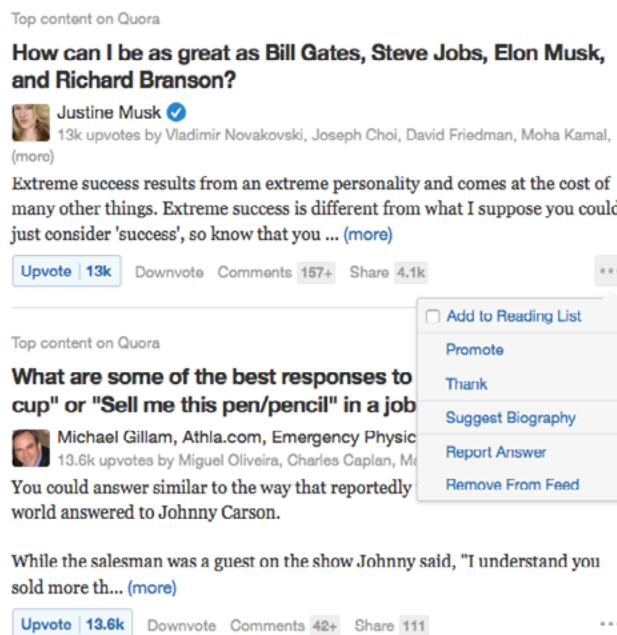 Top content on Quora
How can I be as great as Bill Gates, Steve Jobs, Elon Musk,
and Richard Branson?
Justine Musk
13k upvotes by Vladimir Novakovski, Joseph Choi, David Friedman, Moha Kamal,
(more)
Extreme success results from an extreme personality and comes at the cost of
many other things. Extreme success is different from what I suppose you could
just consider 'success', so know that you ... (more)
Upvote 13k Downvote Comments 157+ Share 4.1k
Add to Reading List
Promote
Thank
Suggest Biography
Report Answer
Remove From Feed
Top content on Quora
What are some of the best responses to
cup" or "Sell me this pen/pencil" in a job
Michael Gillam, Athla.com, Emergency Physic
13.6k upvotes by Miguel Oliveira, Charles Caplan, Ma
You could answer similar to the way that reportedly
world answered to Johnny Carson.
While the salesman was a guest on the show Johnny said, "I understand you
sold more th... (more)
Upvote 13.6k Downvote Comments 42+ Share 111